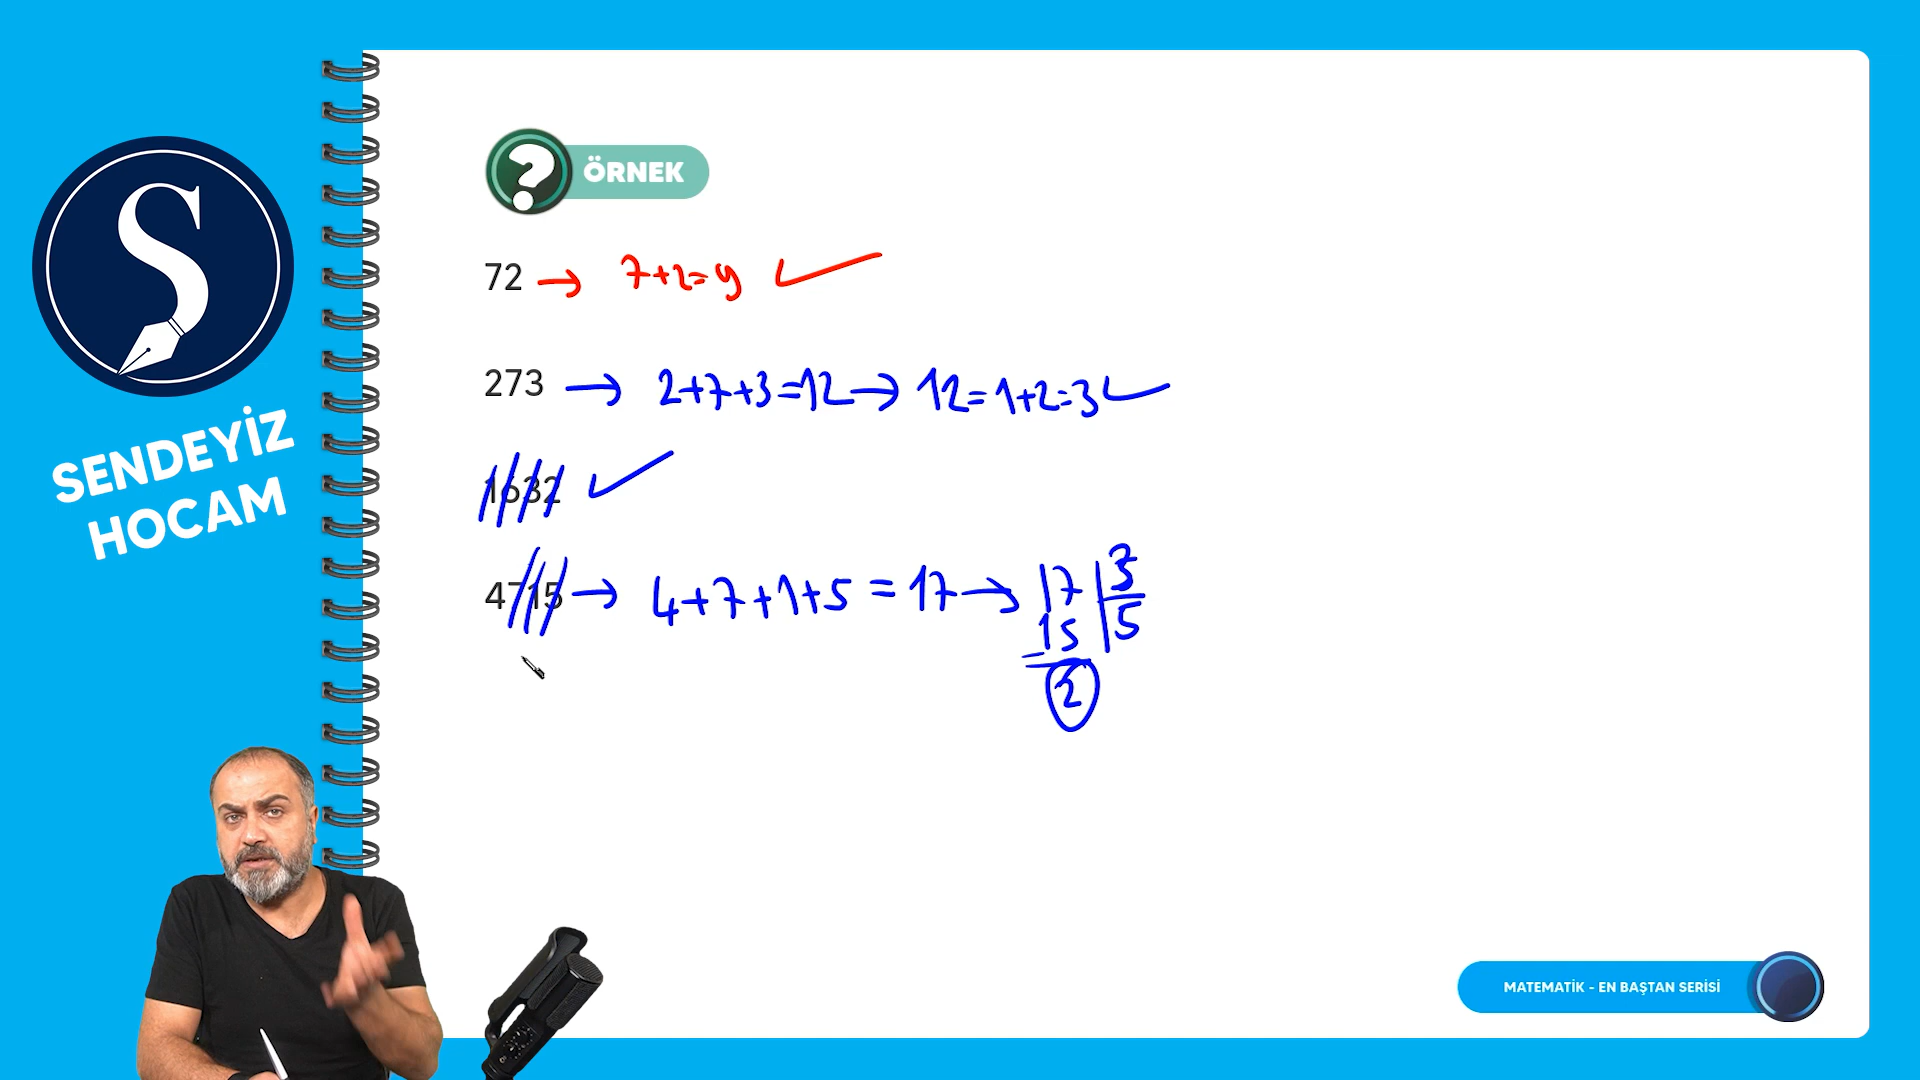 S
SENDEYİZ
HOCAM
? ÖRNEK
72 → 7+2=9 ✓
273 → 2+7+3=12 → 12=1+2=3 ✓
1632 ✓
4715 → 4+7+1+5 = 17 → 17 | 3
15 | 5
2
MATEMATİK - EN BAŞTAN SERİSİ